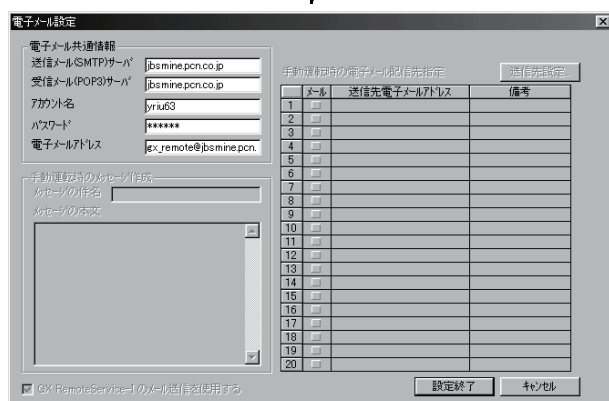 電子メール設定
電子メール共通情報
送信メール(SMTP)サーバ jbsmine.pcn.co.jp
受信メール(POP3)サーバ jbsmine.pcn.co.jp
アカウント名 yriu63
パスワード ******
電子メールアドレス gx_remote@jbsmine.pcn.
手動運転時のメッセージ作成
メッセージの件名
メッセージの本文
GX RemoteService-Iのメール送信を使用する
手動運転時の電子メール配信先指定 送信先設定...
メール 送信先電子メールアドレス 備考
1
2
3
4
5
6
7
8
9
10
11
12
13
14
15
16
17
18
19
20
設定終了 キャンセル